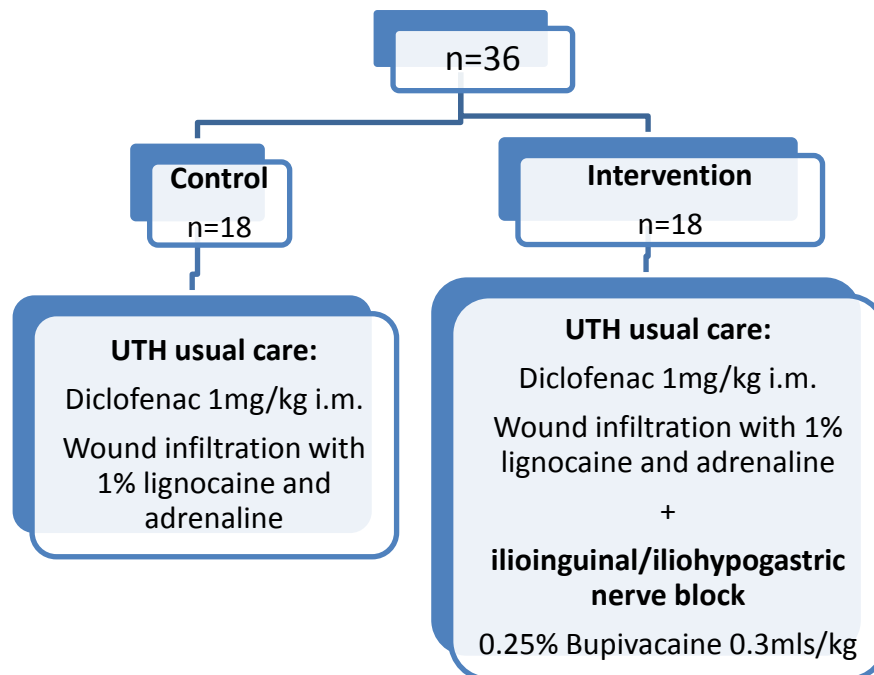 n=36
Control
n=18
Intervention
n=18
UTH usual care:
Diclofenac 1mg/kg i.m.
Wound infiltration with
1% lignocaine and
adrenaline
UTH usual care:
Diclofenac 1mg/kg i.m.
Wound infiltration with 1%
lignocaine and adrenaline
+
ilioinguinal/iliohypogastric
nerve block
0.25% Bupivacaine 0.3mls/kg